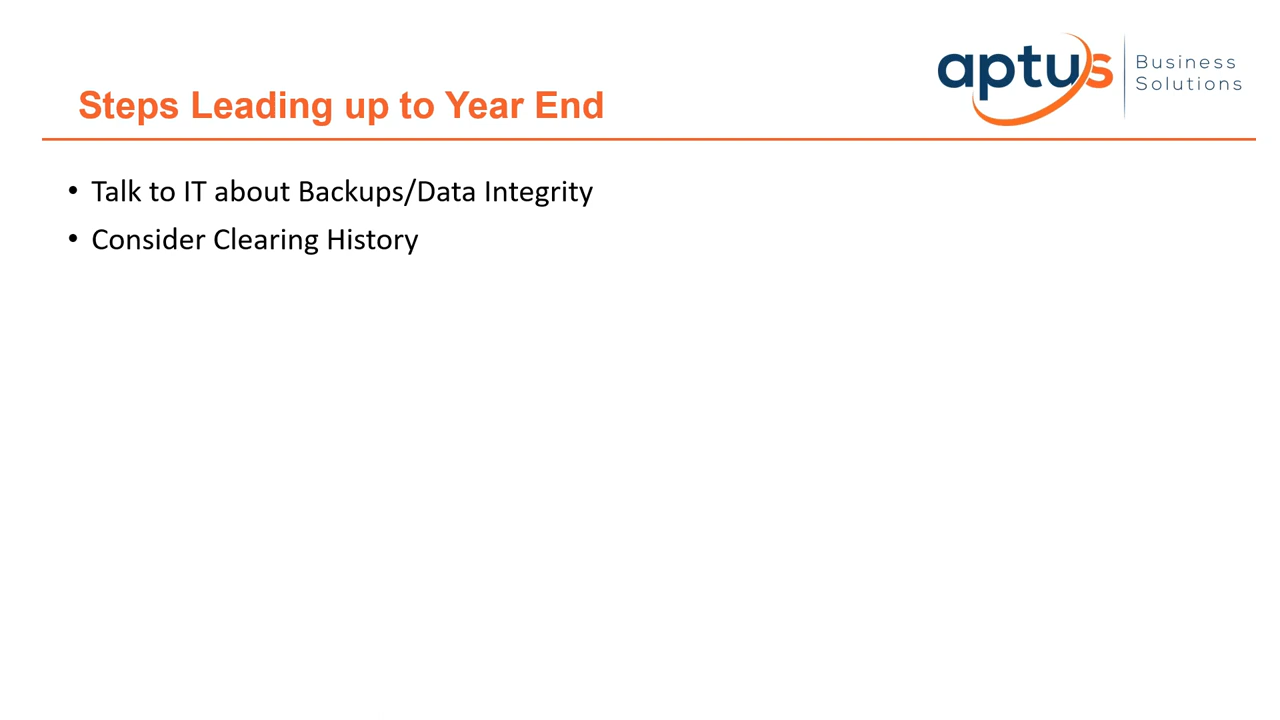 aptus
Business
Solutions
Steps Leading up to Year End
• Talk to IT about Backups/Data Integrity
• Consider Clearing History